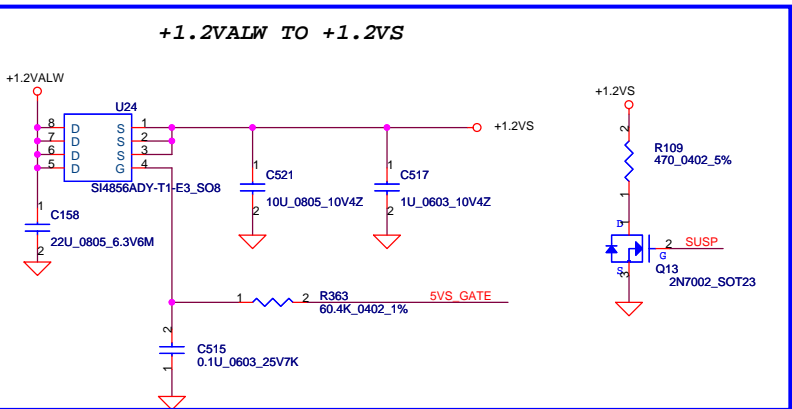 +1.2VALW TO +1.2VS
+1.2VALW
U24
8 D S 1
7 D S 2
6 D S 3
5 D G 4
SI4856ADY-T1-E3_SO8
+1.2VS
1
C158
22U_0805_6.3V6M
2
1
C521
10U_0805_10V4Z
2
1
C517
1U_0603_10V4Z
2
1 2
R363
60.4K_0402_1%
5VS_GATE
2
C515
0.1U_0603_25V7K
1
+1.2VS
2
R109
470_0402_5%
1
D 1
2 SUSP
G
S 3
Q13
2N7002_SOT23